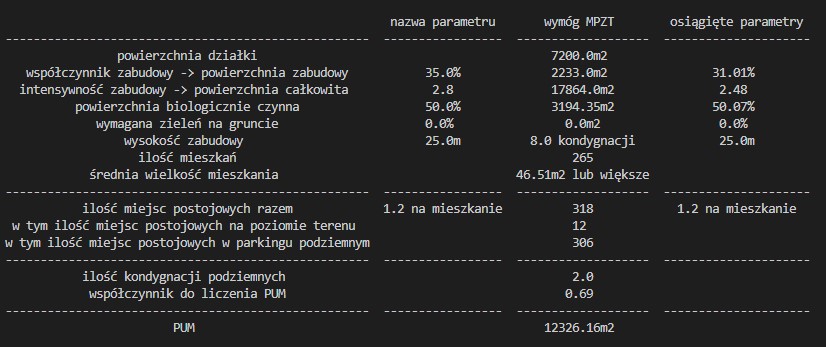 nazwa parametru wymóg MPZT osiągięte parametry
powierzchnia działki 7200.0m2
współczynnik zabudowy -> powierzchnia zabudowy 35.0% 2233.0m2 31.01%
intensywność zabudowy -> powierzchnia całkowita 2.8 17864.0m2 2.48
powierzchnia biologicznie czynna 50.0% 3194.35m2 50.07%
wymagana zieleń na gruncie 0.0% 0.0m2 0.0%
wysokość zabudowy 25.0m 8.0 kondygnacji 25.0m
ilość mieszkań 265
średnia wielkość mieszkania 46.51m2 lub większe
ilość miejsc postojowych razem 1.2 na mieszkanie 318 1.2 na mieszkanie
w tym ilość miejsc postojowych na poziomie terenu 12
w tym ilość miejsc postojowych w parkingu podziemnym 306
ilość kondygnacji podziemnych 2.0
współczynnik do liczenia PUM 0.69
PUM 12326.16m2